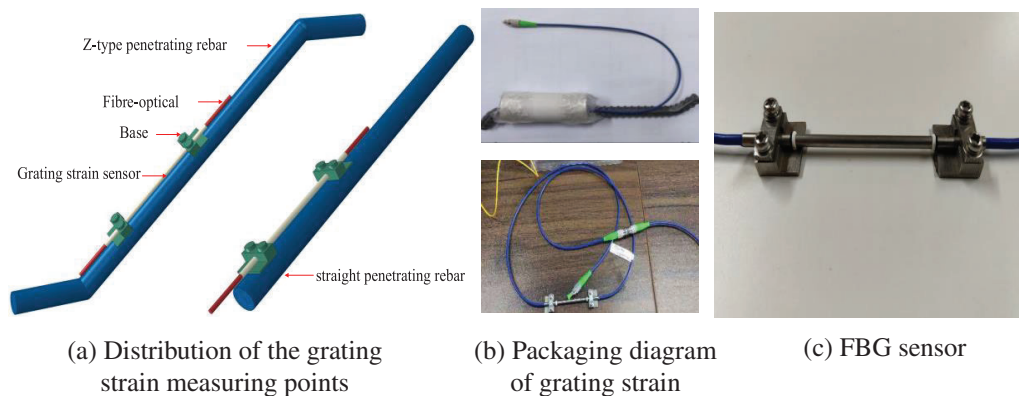 Z-type penetrating rebar
Fibre-optical
Base
Grating strain sensor
straight penetrating rebar
(a) Distribution of the grating
strain measuring points
(b) Packaging diagram
of grating strain
(c) FBG sensor